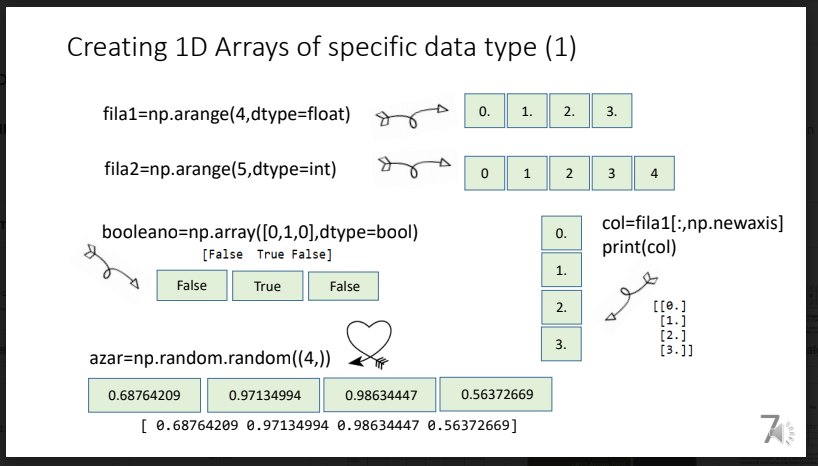 Creating 1D Arrays of specific data type (1)
fila1=np.arange(4,dtype=float)
0. 1. 2. 3.
fila2=np.arange(5,dtype=int)
0 1 2 3 4
booleano=np.array([0,1,0],dtype=bool)
[False  True False]
False True False
0.
1.
2.
3.
col=fila1[:,np.newaxis]
print(col)
[[0.]
[1.]
[2.]
[3.]]
azar=np.random.random((4,))
0.68764209 0.97134994 0.98634447 0.56372669
[ 0.68764209 0.97134994 0.98634447 0.56372669]
7